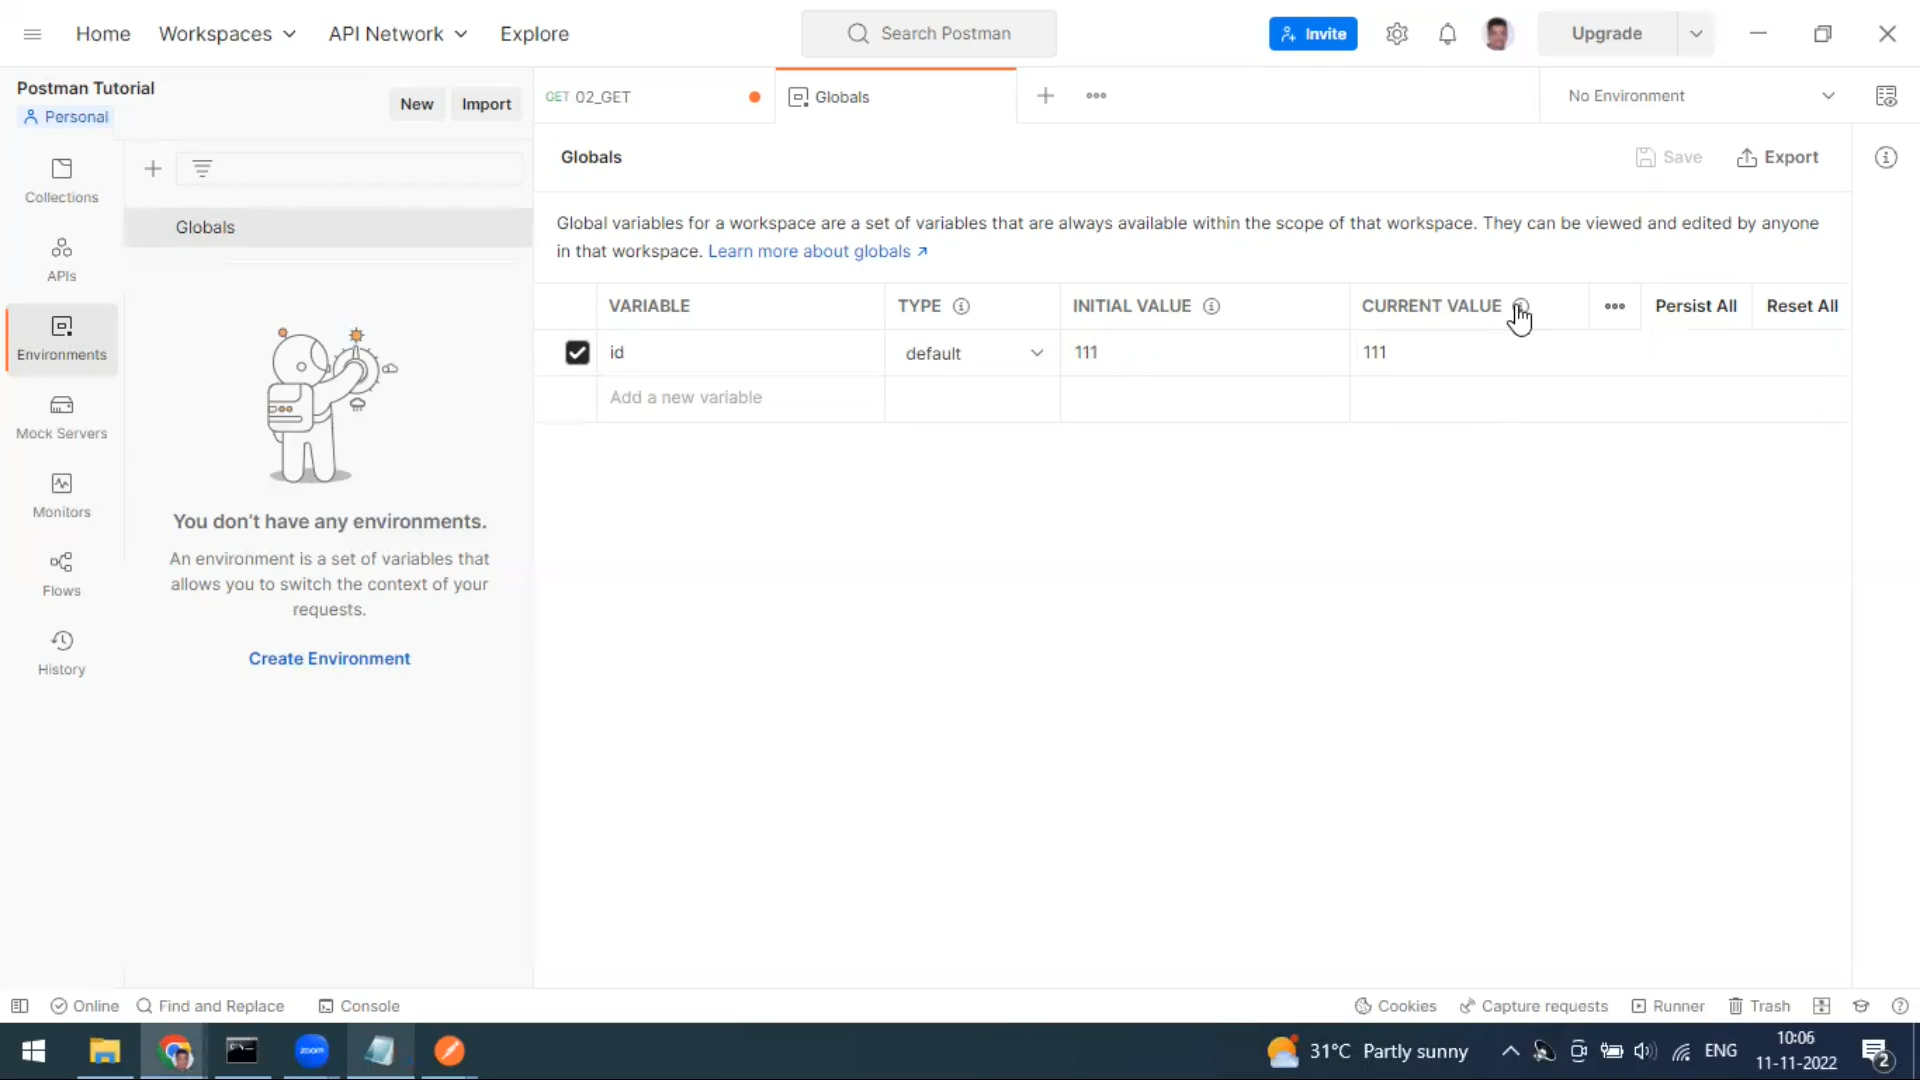 Home
Workspaces
API Network
Explore
Search Postman
Invite
Upgrade
Postman Tutorial
Personal
New
Import
GET 02_GET
Globals
No Environment
Collections
APIs
Environments
Mock Servers
Monitors
Flows
History
Globals
You don't have any environments.
An environment is a set of variables that
allows you to switch the context of your
requests.
Create Environment
Globals
Save
Export
Global variables for a workspace are a set of variables that are always available within the scope of that workspace. They can be viewed and edited by anyone
in that workspace. Learn more about globals ↗
VARIABLE
TYPE
INITIAL VALUE
CURRENT VALUE
Persist All
Reset All
id
default
111
111
Add a new variable
Online
Find and Replace
Console
Cookies
Capture requests
Runner
Trash
zoom
31°C Partly sunny
ENG
10:06
11-11-2022
2